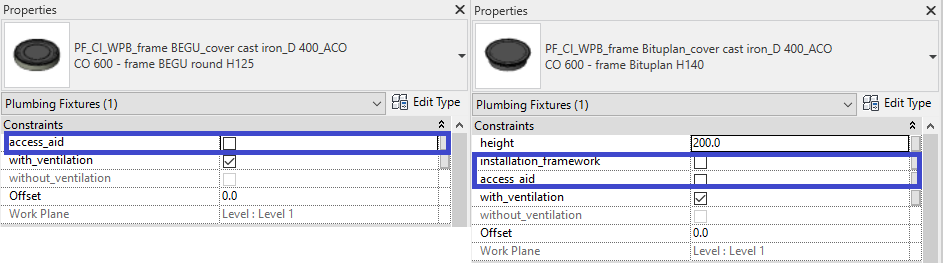 Properties
PF_CI_WPB_frame BEGU_cover cast iron_D 400_ACO
CO 600 - frame BEGU round H125
Plumbing Fixtures (1)
Edit Type
Constraints
access_aid
with_ventilation
without_ventilation
Offset 0.0
Work Plane Level : Level 1
Properties
PF_CI_WPB_frame Bituplan_cover cast iron_D 400_ACO
CO 600 - frame Bituplan H140
Plumbing Fixtures (1)
Edit Type
Constraints
height 200.0
installation_framework
access_aid
with_ventilation
without_ventilation
Offset 0.0
Work Plane Level : Level 1